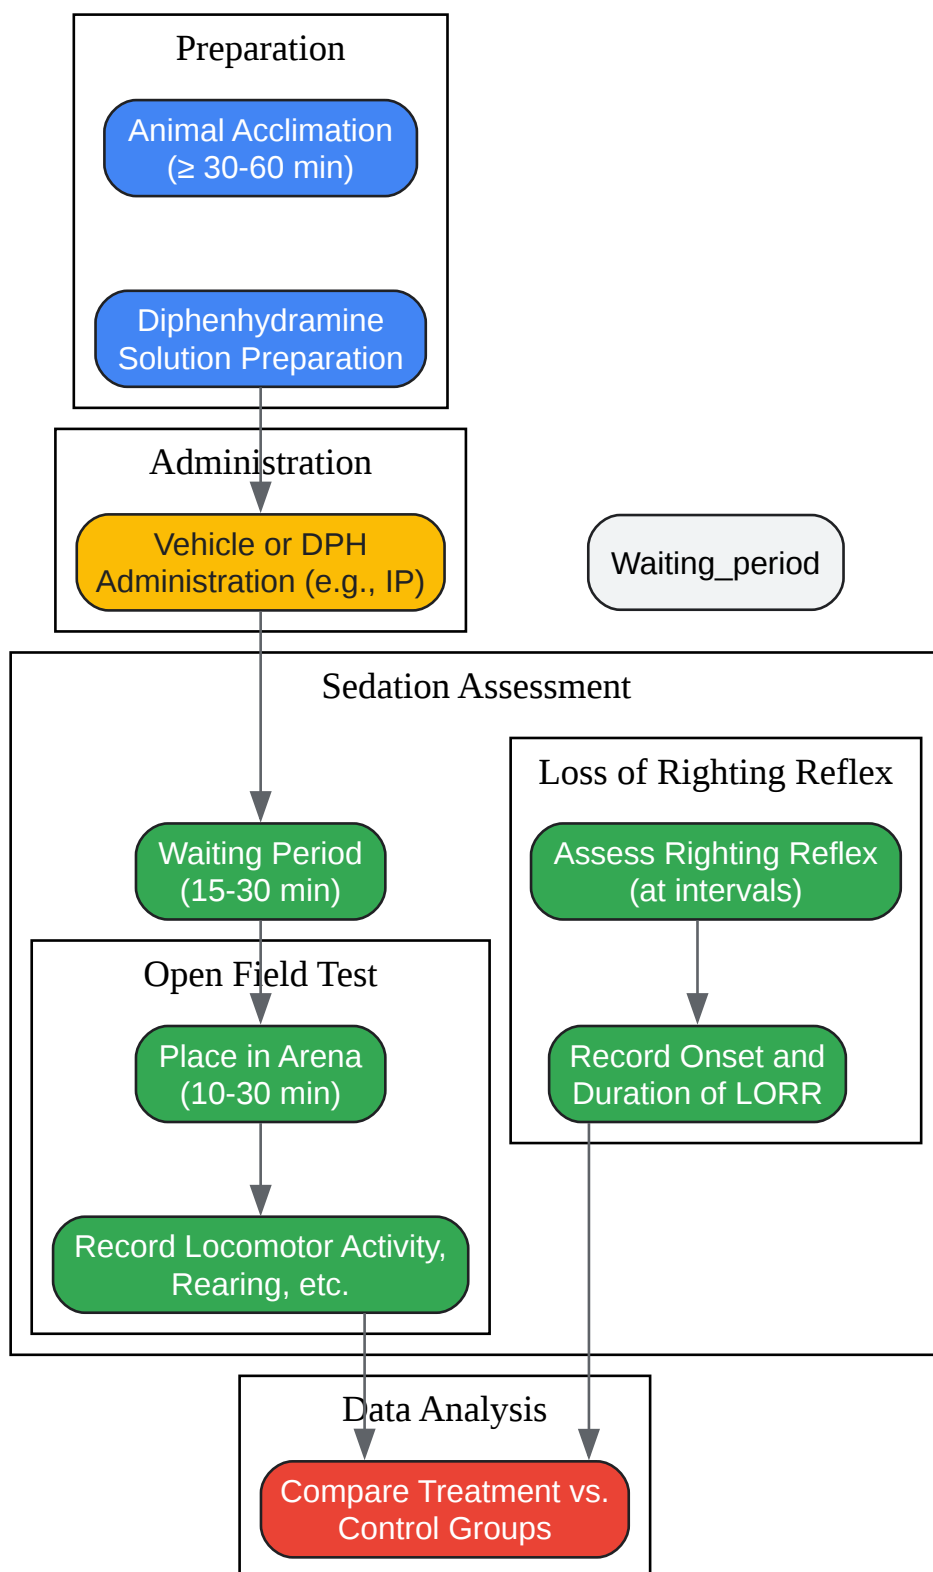 Preparation
Animal Acclimation
(≥ 30-60 min)
Diphenhydramine
Solution Preparation
Administration
Vehicle or DPH
Administration (e.g., IP)
Waiting_period
Sedation Assessment
Waiting Period
(15-30 min)
Open Field Test
Place in Arena
(10-30 min)
Record Locomotor Activity,
Rearing, etc.
Loss of Righting Reflex
Assess Righting Reflex
(at intervals)
Record Onset and
Duration of LORR
Data Analysis
Compare Treatment vs.
Control Groups